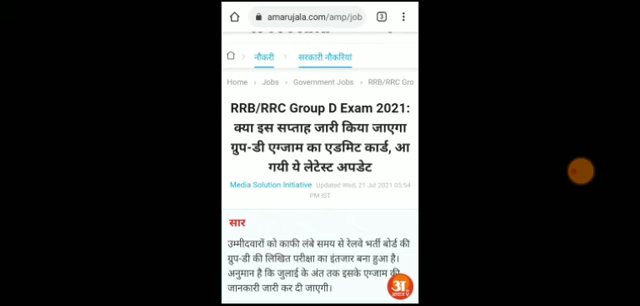 amarujala.com/amp/job
3
नौकरी
सरकारी नौकरियां
Home > Jobs > Government Jobs > RRB/RRC Gro
RRB/RRC Group D Exam 2021:
क्या इस सप्ताह जारी किया जाएगा
ग्रुप-डी एग्जाम का एडमिट कार्ड, आ
गयी ये लेटेस्ट अपडेट
Media Solution Initiative Updated Wed, 21 Jul 2021 05:54
PM IST
सार
उम्मीदवारों को काफी लंबे समय से रेलवे भर्ती बोर्ड की
ग्रुप-डी की लिखित परीक्षा का इंतजार बना हुआ है।
अनुमान है कि जुलाई के अंत तक इसके एग्जाम की
जानकारी जारी कर दी जाएगी।